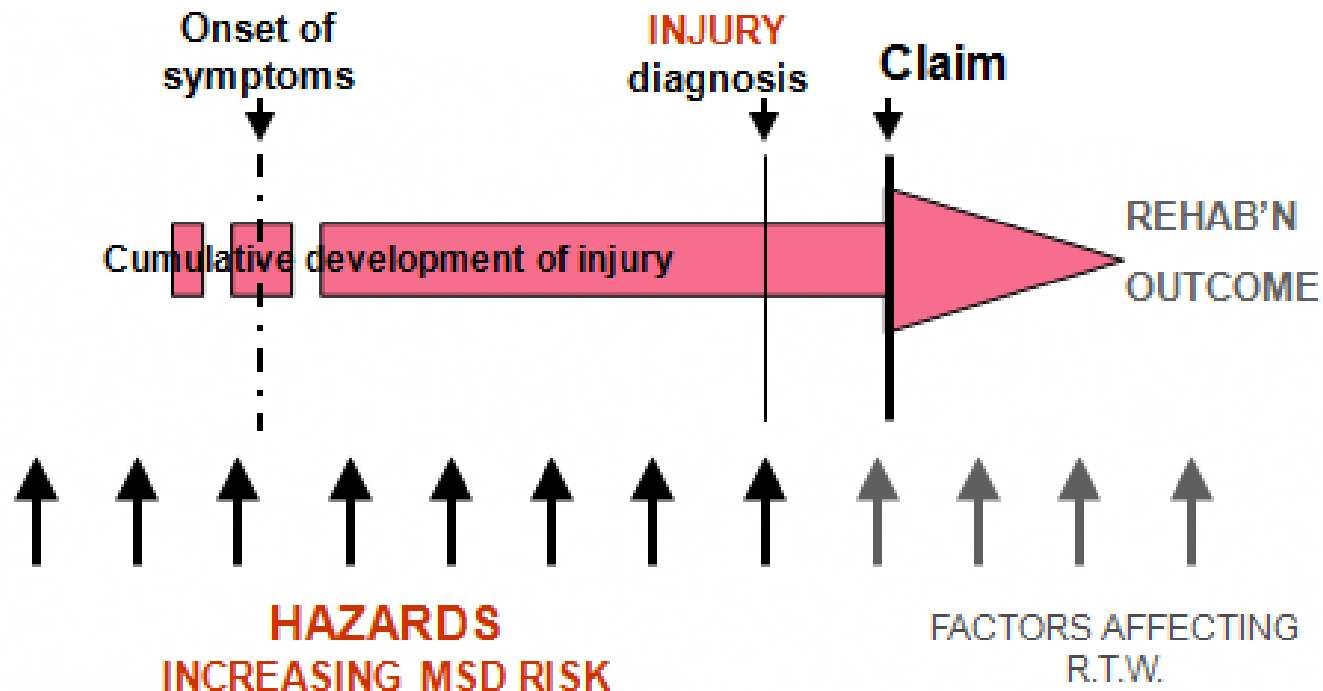 Onset of
symptoms
INJURY
diagnosis
Claim
Cumulative development of injury
REHAB'N
OUTCOME
HAZARDS
INCREASING MSD RISK
FACTORS AFFECTING
R.T.W.